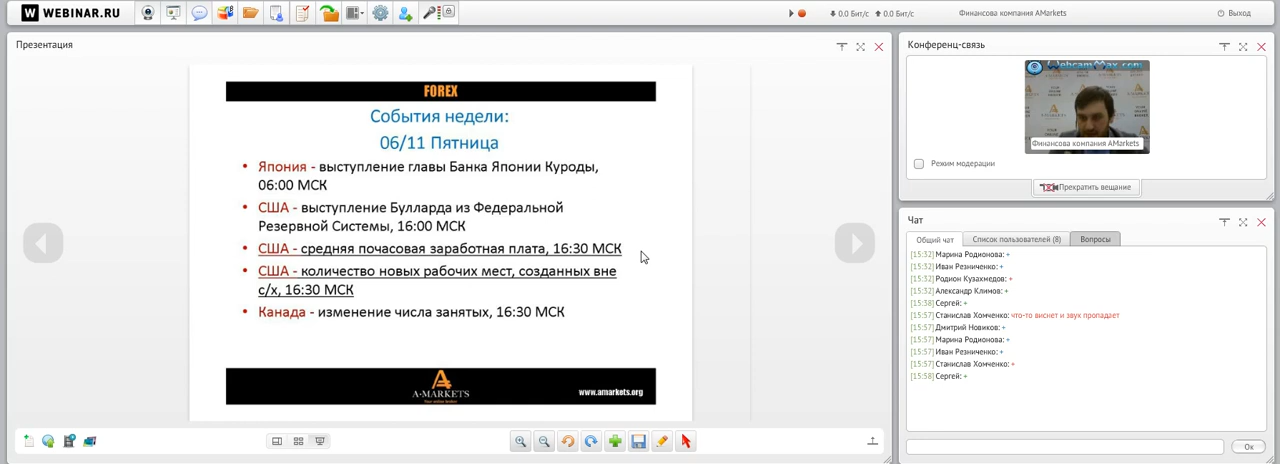 WEBINAR.RU
0.0 Бит/с 0.0 Бит/с
Финансова компания AMarkets
Выход
Презентация
FOREX
События недели:
06/11 Пятница
• Япония - выступление главы Банка Японии Куроды,
06:00 МСК
• США - выступление Булларда из Федеральной
Резервной Системы, 16:00 МСК
• США - средняя почасовая заработная плата, 16:30 МСК
• США - количество новых рабочих мест, созданных вне
с/х, 16:30 МСК
• Канада - изменение числа занятых, 16:30 МСК
A-MARKETS
Your online broker
www.amarkets.org
Конференц-связь
WebcamMax.com
Финансова компания AMarkets
Режим модерации
Прекратить вещание
Чат
Общий чат Список пользователей (8) Вопросы
[15:32] Марина Родионова: +
[15:32] Иван Резниченко: +
[15:32] Родион Кузахмедов: +
[15:32] Александр Климов: +
[15:38] Сергей: +
[15:57] Станислав Хомченко: что-то виснет и звук пропадает
[15:57] Дмитрий Новиков: +
[15:57] Марина Родионова: +
[15:57] Иван Резниченко: +
[15:57] Станислав Хомченко: +
[15:58] Сергей: +
Ок